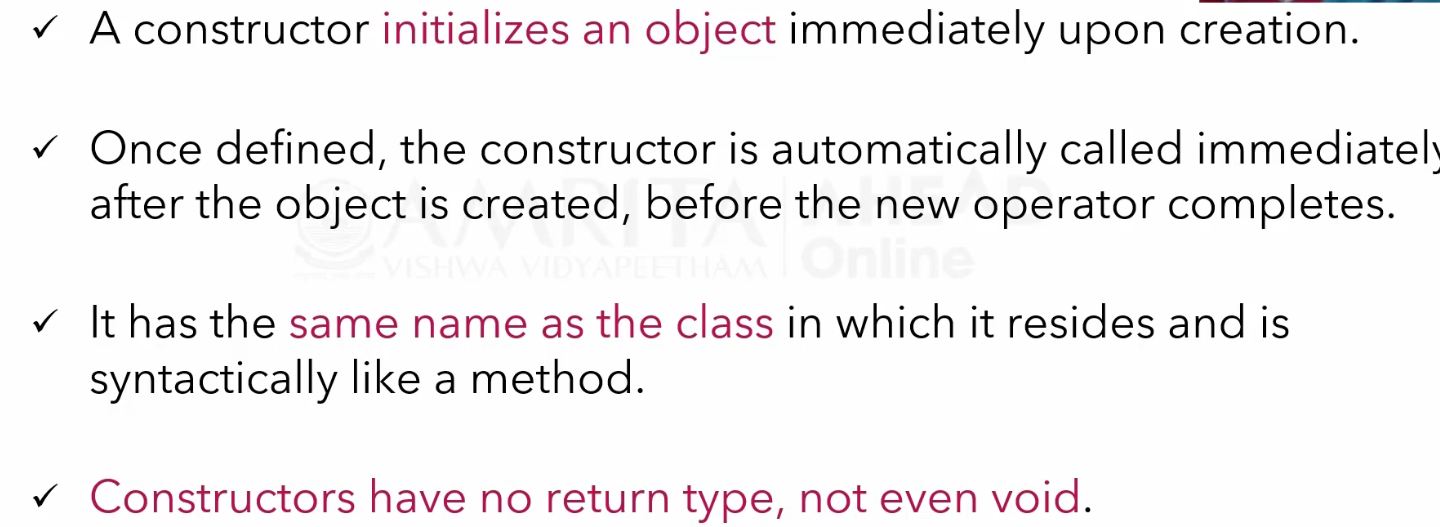 ✓ A constructor initializes an object immediately upon creation.
✓ Once defined, the constructor is automatically called immediately
after the object is created, before the new operator completes.
AMRITA AHEAD
VISHWA VIDYAPEETHAM Online
✓ It has the same name as the class in which it resides and is
syntactically like a method.
✓ Constructors have no return type, not even void.